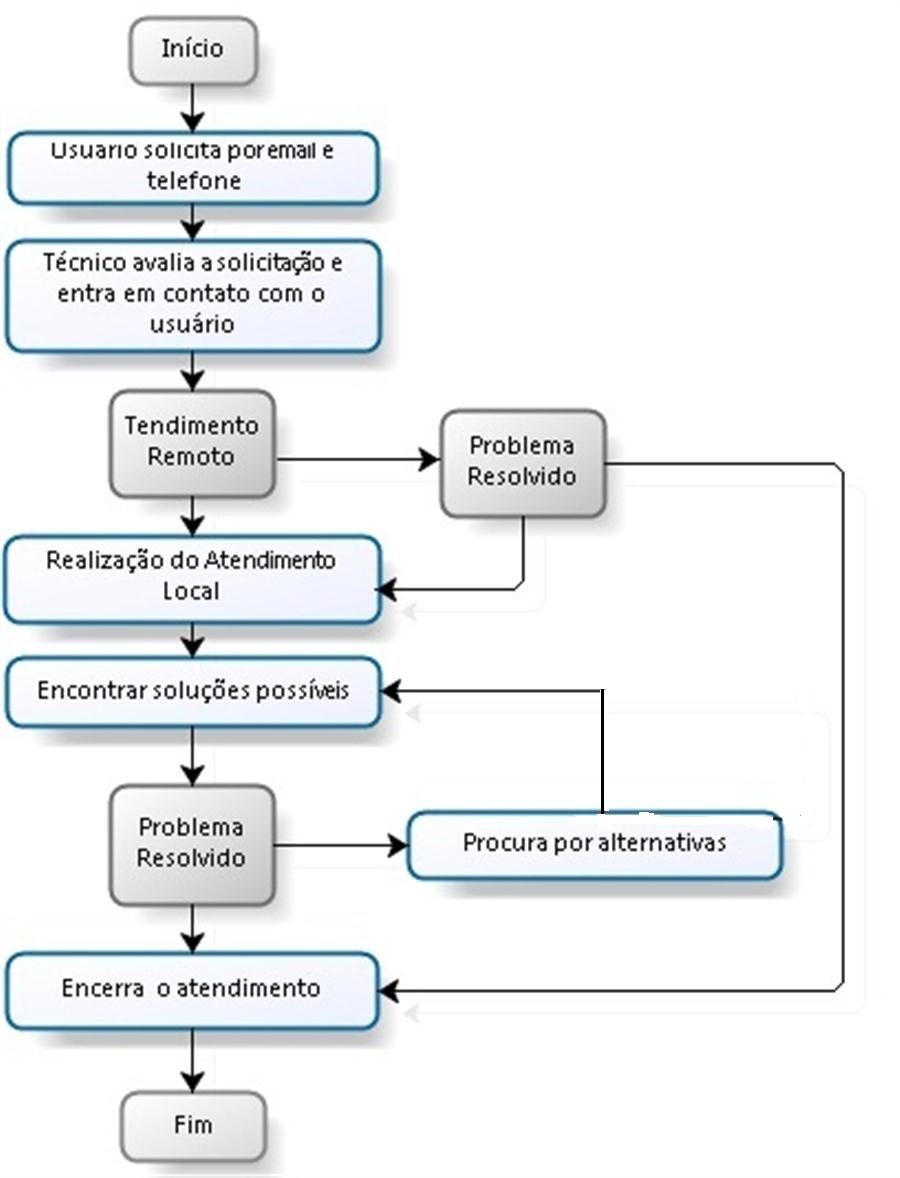 Início
Usuario solicita por email e
telefone
Técnico avalia a solicitação e
entra em contato com o
usuário
Tendimento
Remoto
Problema
Resolvido
Realização do Atendimento
Local
Encontrar soluções possíveis
Problema
Resolvido
Procura por alternativas
Encerra o atendimento
Fim